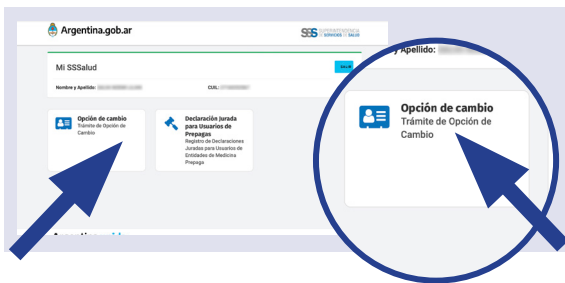 Argentina.gob.ar
SSS SUPERINTENDENCIA
DE SERVICIOS DE SALUD
Mi SSSalud
SALIR
Nombre y Apellido:
CUIL:
Opción de cambio
Trámite de Opción de
Cambio
Declaración Jurada
para Usuarios de
Prepagas
Registro de Declaraciones
Juradas para Usuarios de
Entidades de Medicina
Prepaga
y Apellido:
Opción de cambio
Trámite de Opción de
Cambio